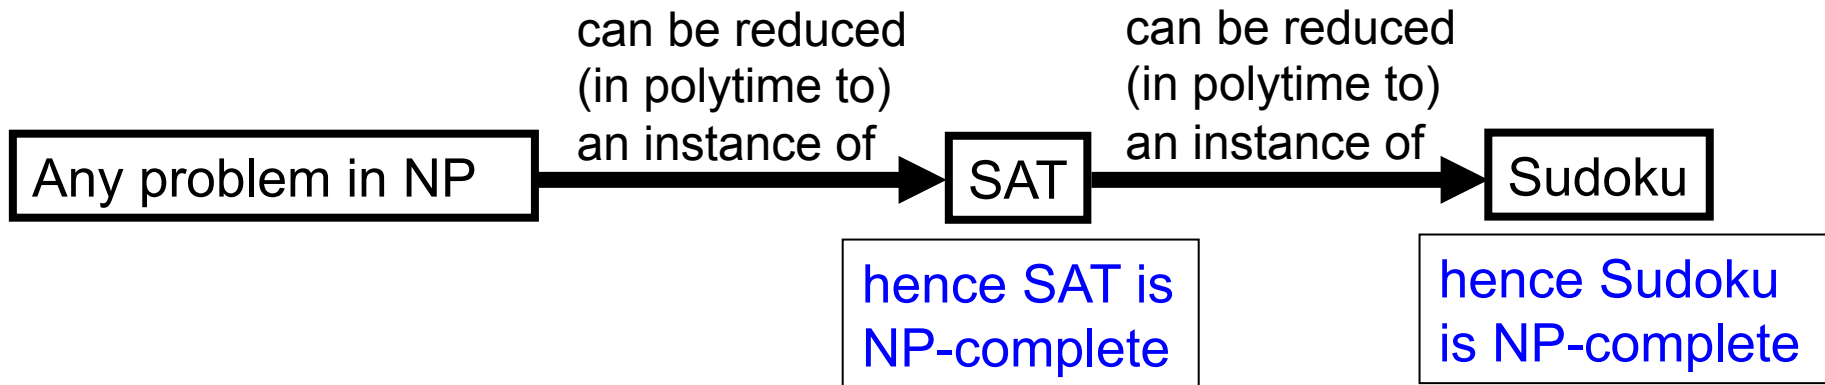 can be reduced
(in polytime to)
an instance of
can be reduced
(in polytime to)
an instance of
Any problem in NP
SAT
Sudoku
hence SAT is
NP-complete
hence Sudoku
is NP-complete